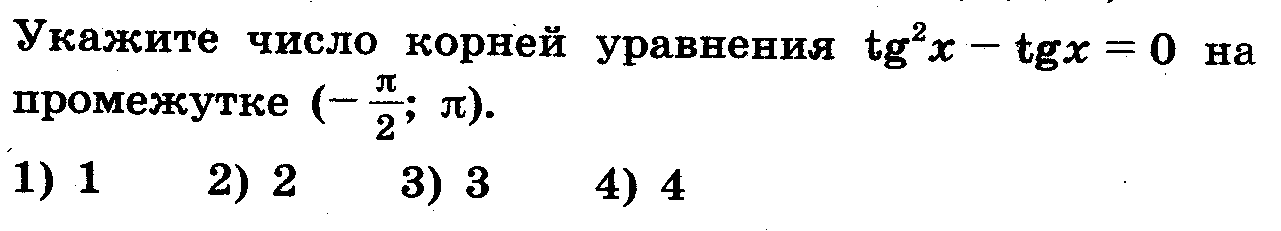 Укажите число корней уравнения tg²x − tgx = 0 на
промежутке (−π/2; π).
1) 1 2) 2 3) 3 4) 4